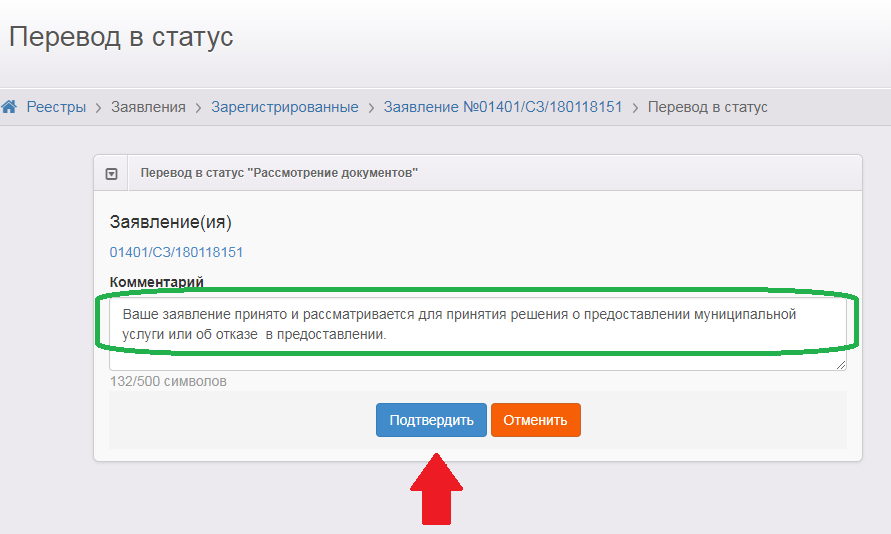 Перевод в статус
Реестры > Заявления > Зарегистрированные > Заявление №01401/СЗ/180118151 > Перевод в статус
Перевод в статус "Рассмотрение документов"
Заявление(ия)
01401/СЗ/180118151
Комментарий
Ваше заявление принято и рассматривается для принятия решения о предоставлении муниципальной
услуги или об отказе  в предоставлении.
132/500 символов
Подтвердить Отменить